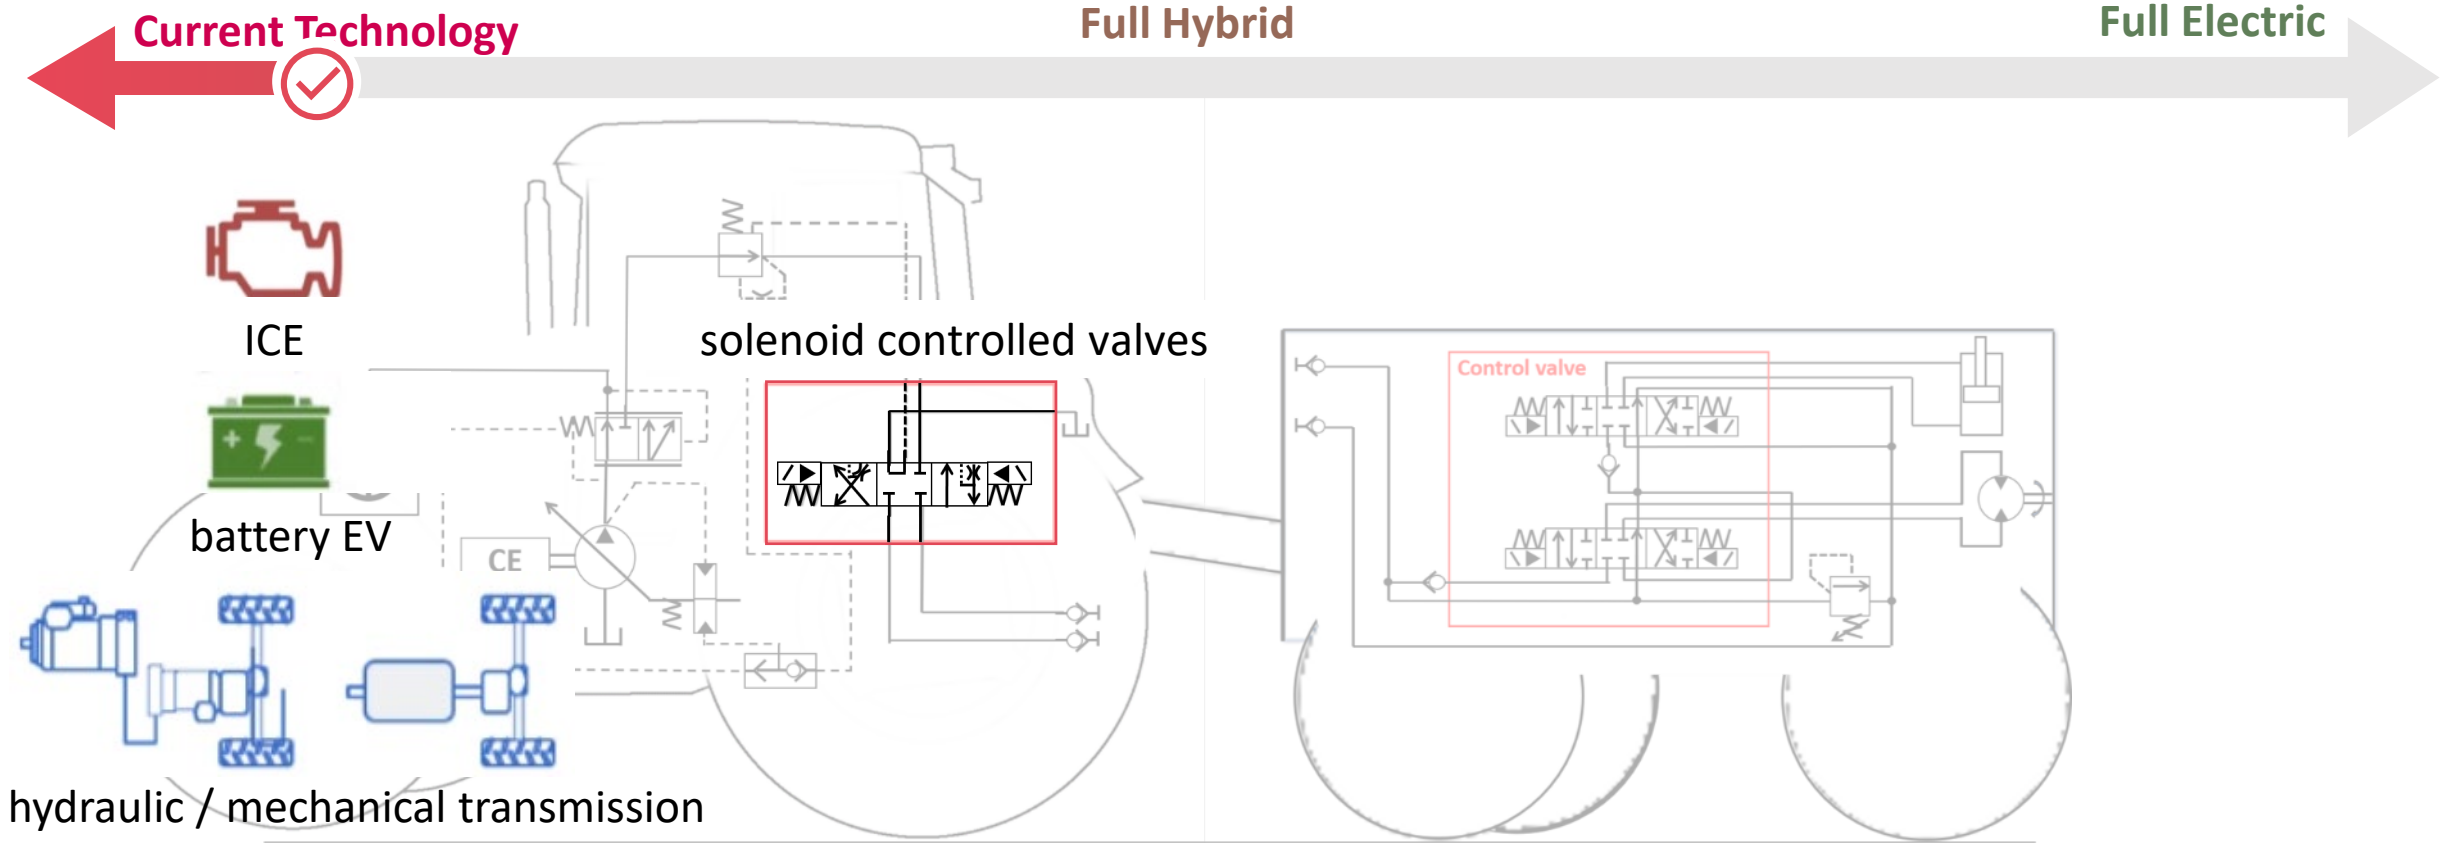 Current Technology
Full Hybrid
Full Electric
ICE
solenoid controlled valves
Control valve
battery EV
CE
hydraulic / mechanical transmission